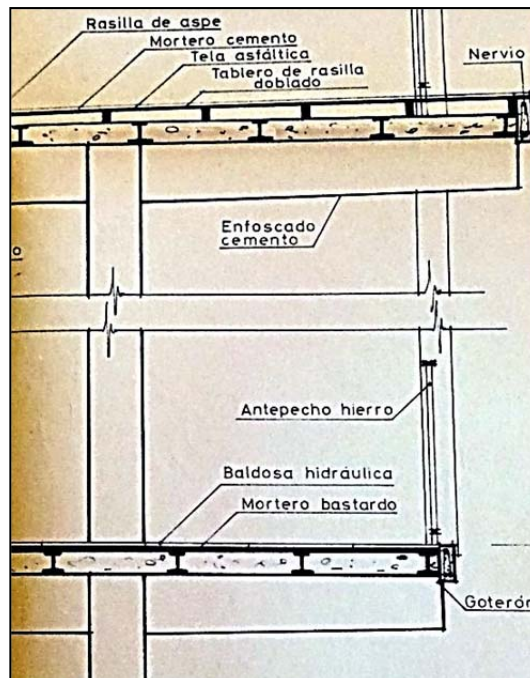 Rasilla de aspe
Mortero cemento
Tela asfáltica
Tablero de rasilla
doblado
Nervio
Enfoscado
cemento
o
Antepecho hierro
Baldosa hidráulica
Mortero bastardo
Goterón